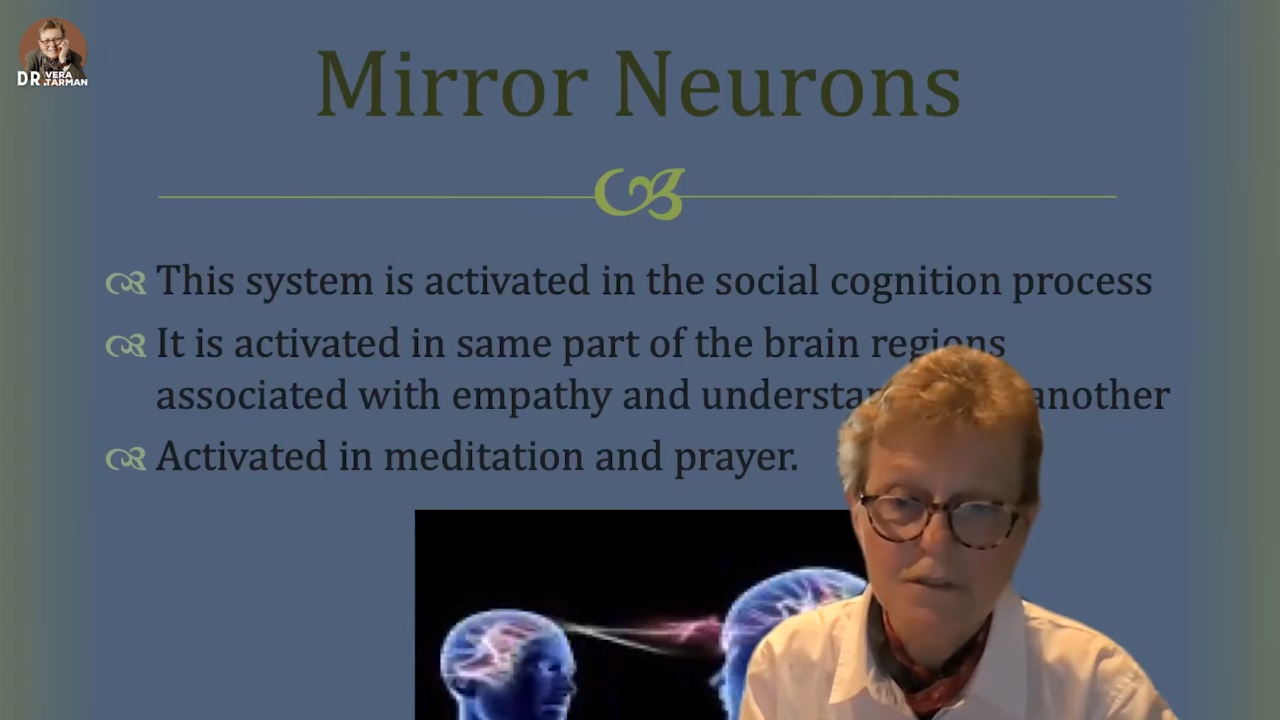 DR. VERA TARMAN
Mirror Neurons
This system is activated in the social cognition process
It is activated in same part of the brain regions
associated with empathy and another
Activated in meditation and prayer.